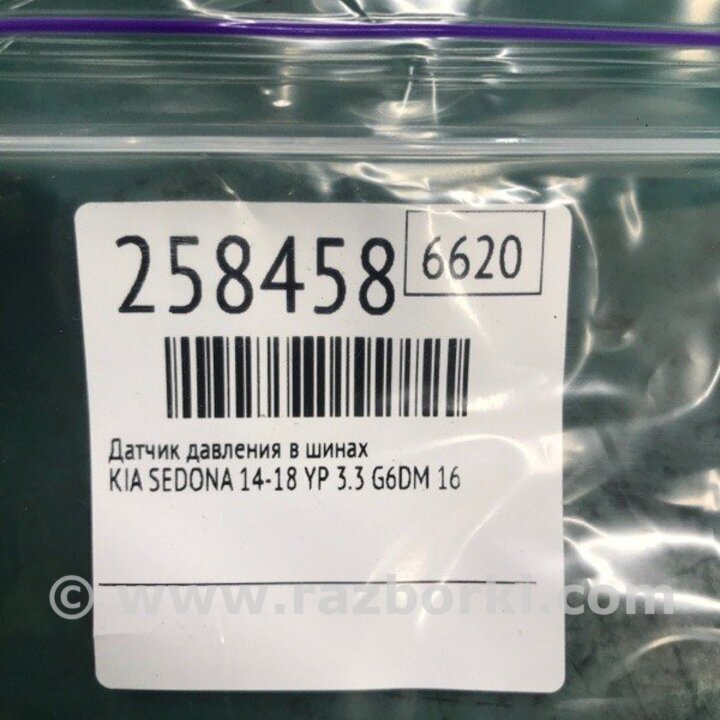 258458 6620
Датчик давления в шинах
KIA SEDONA 14-18 YP 3.3 G6DM 16
© www.razborki.com